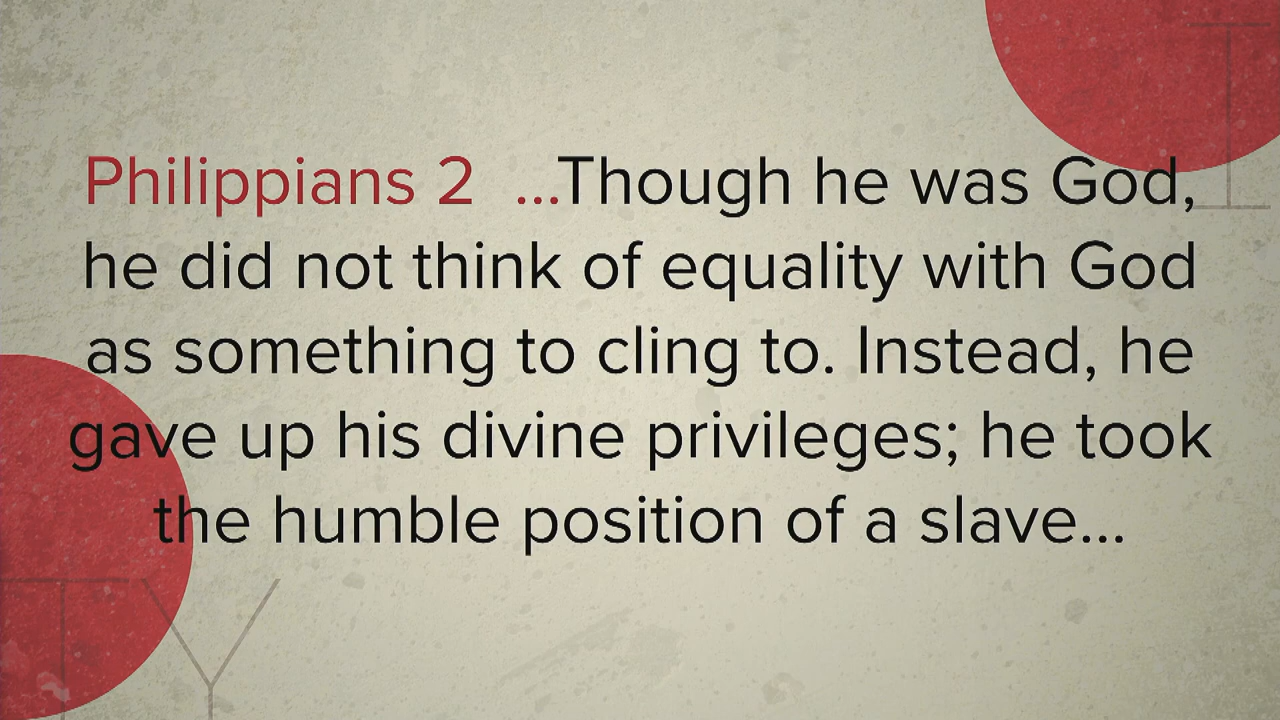 Philippians 2 ...Though he was God,
he did not think of equality with God
as something to cling to. Instead, he
gave up his divine privileges; he took
the humble position of a slave...
I
TY